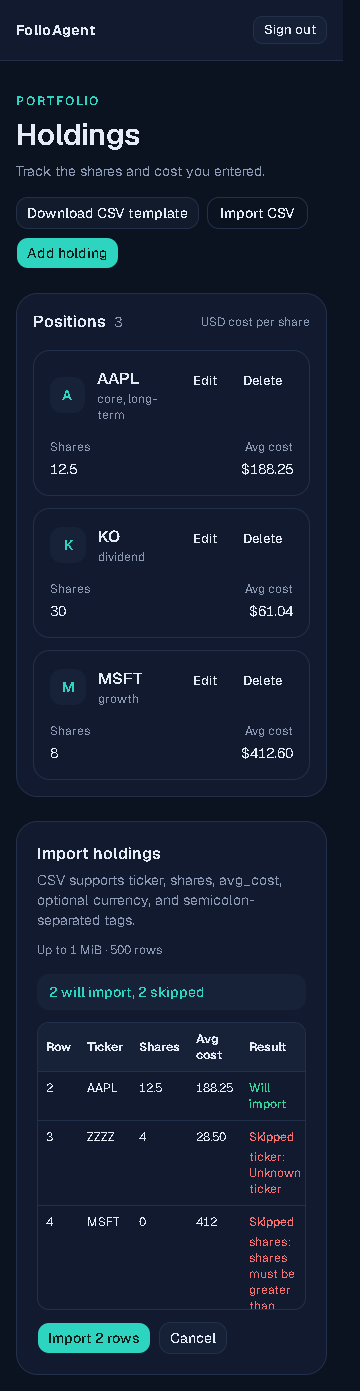 FolioAgent
Sign out
PORTFOLIO
Holdings
Track the shares and cost you entered.
Download CSV template
Import CSV
Add holding
Positions 3
USD cost per share
A
AAPL
core, long-
term
Edit
Delete
Shares
Avg cost
12.5
$188.25
K
KO
dividend
Edit
Delete
Shares
Avg cost
30
$61.04
M
MSFT
growth
Edit
Delete
Shares
Avg cost
8
$412.60
Import holdings
CSV supports ticker, shares, avg_cost,
optional currency, and semicolon-
separated tags.
Up to 1 MiB · 500 rows
2 will import, 2 skipped
Row Ticker Shares Avg cost Result
2 AAPL 12.5 188.25 Will
import
3 ZZZZ 4 28.50 Skipped
ticker:
Unknown
ticker
4 MSFT 0 412 Skipped
shares:
shares
must be
greater
than
Import 2 rows
Cancel